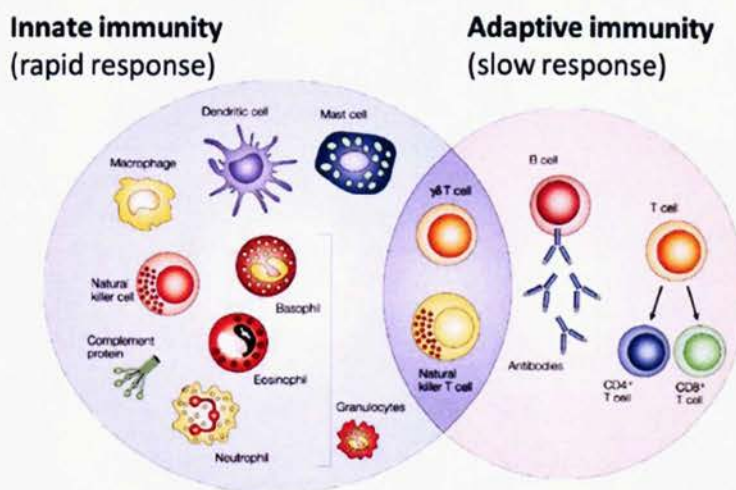 Innate immunity
(rapid response)
Adaptive immunity
(slow response)
Dendritic cell
Mast cell
Macrophage
Natural
killer cell
Basophil
Complement
protein
Eosinophil
Neutrophil
Granulocytes
γδ T cell
Natural
killer T cell
B cell
T cell
Antibodies
CD4⁺
T cell
CD8⁺
T cell